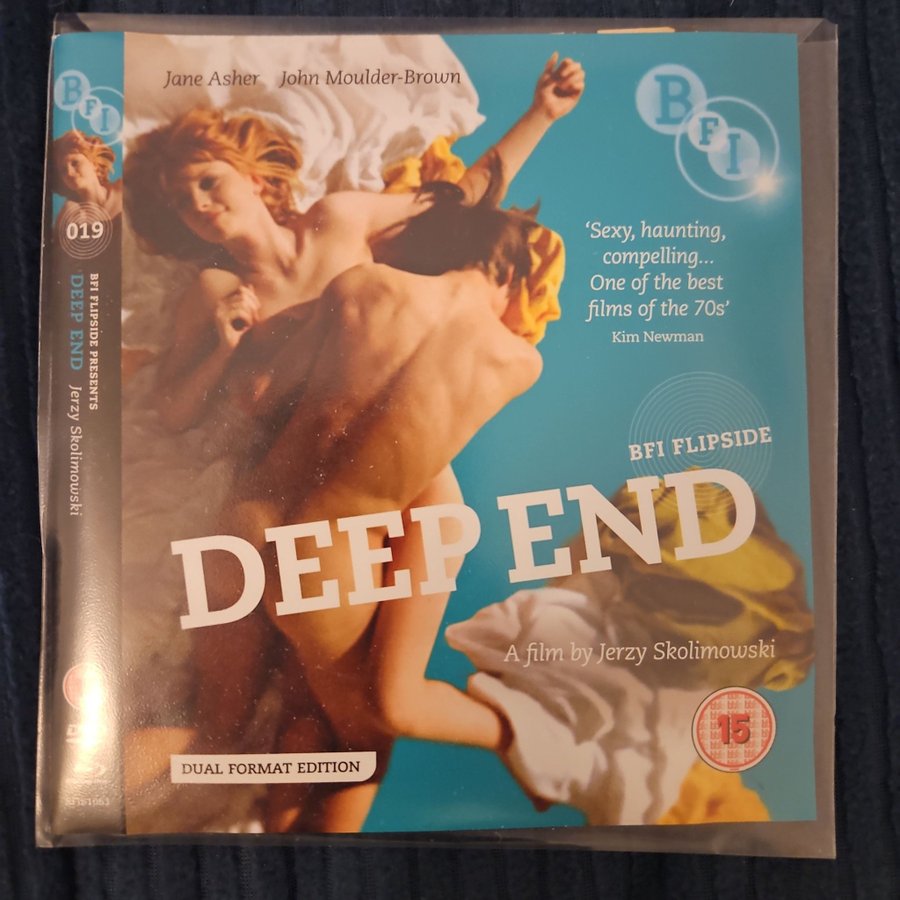 BFI
019
BFI FLIPSIDE PRESENTS
DEEP END Jerzy Skolimowski
Jane Asher John Moulder-Brown
BFI
‘Sexy, haunting,
compelling...
One of the best
films of the 70s’
Kim Newman
BFI FLIPSIDE
DEEP END
A film by Jerzy Skolimowski
15
DUAL FORMAT EDITION